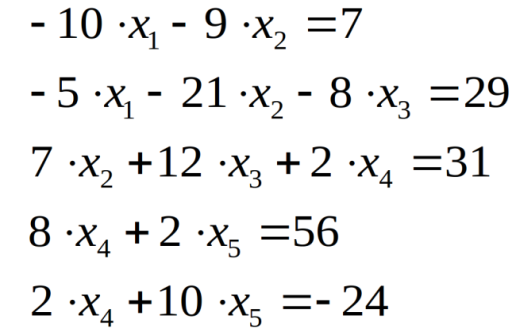 - 10 ·x₁ - 9 ·x₂ =7
- 5 ·x₁ - 21 ·x₂ - 8 ·x₃ =29
7 ·x₂ +12 ·x₃ + 2 ·x₄ =31
8 ·x₄ + 2 ·x₅ =56
2 ·x₄ +10 ·x₅ =- 24